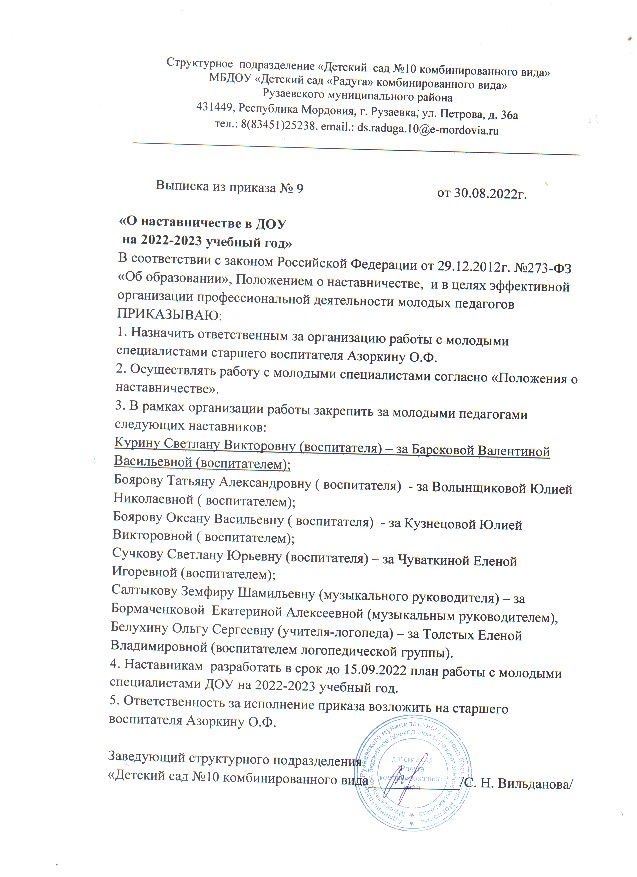 Структурное подразделение «Детский сад №10 комбинированного вида»
МБДОУ «Детский сад «Радуга» комбинированного вида»
Рузаевского муниципального района
431449, Республика Мордовия, г. Рузаевка, ул. Петрова, д. 36а
тел.: 8(83451)25238. email.: ds.raduga.10@e-mordovia.ru
Выписка из приказа № 9 от 30.08.2022г.
«О наставничестве в ДОУ
на 2022-2023 учебный год»
В соответствии с законом Российской Федерации от 29.12.2012г. №273-ФЗ
«Об образовании», Положением о наставничестве, и в целях эффективной
организации профессиональной деятельности молодых педагогов
ПРИКАЗЫВАЮ:
1. Назначить ответственным за организацию работы с молодыми
специалистами старшего воспитателя Азоркину О.Ф.
2. Осуществлять работу с молодыми специалистами согласно «Положения о
наставничестве».
3. В рамках организации работы закрепить за молодыми педагогами
следующих наставников:
Курину Светлану Викторовну (воспитателя) – за Барсковой Валентиной
Васильевной (воспитателем);
Боярову Татьяну Александровну ( воспитателя) - за Волынщиковой Юлией
Николаевной ( воспитателем);
Боярову Оксану Васильевну ( воспитателя) - за Кузнецовой Юлией
Викторовной ( воспитателем);
Сучкову Светлану Юрьевну (воспитателя) – за Чуваткиной Еленой
Игоревной (воспитателем);
Салтыкову Земфиру Шамильевну (музыкального руководителя) – за
Бормаченковой Екатериной Алексеевной (музыкальным руководителем),
Белухину Ольгу Сергеевну (учителя-логопеда) – за Толстых Еленой
Владимировной (воспитателем логопедической группы).
4. Наставникам разработать в срок до 15.09.2022 план работы с молодыми
специалистами ДОУ на 2022-2023 учебный год.
5. Ответственность за исполнение приказа возложить на старшего
воспитателя Азоркину О.Ф.
Заведующий структурного подразделения
«Детский сад №10 комбинированного вида /С. Н. Вильданова/